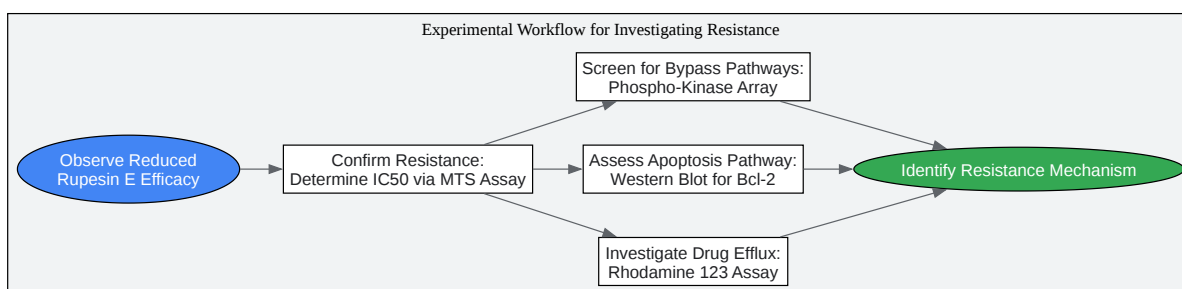 Experimental Workflow for Investigating Resistance
Observe Reduced
Rupesin E Efficacy
Confirm Resistance:
Determine IC50 via MTS Assay
Screen for Bypass Pathways:
Phospho-Kinase Array
Assess Apoptosis Pathway:
Western Blot for Bcl-2
Investigate Drug Efflux:
Rhodamine 123 Assay
Identify Resistance Mechanism